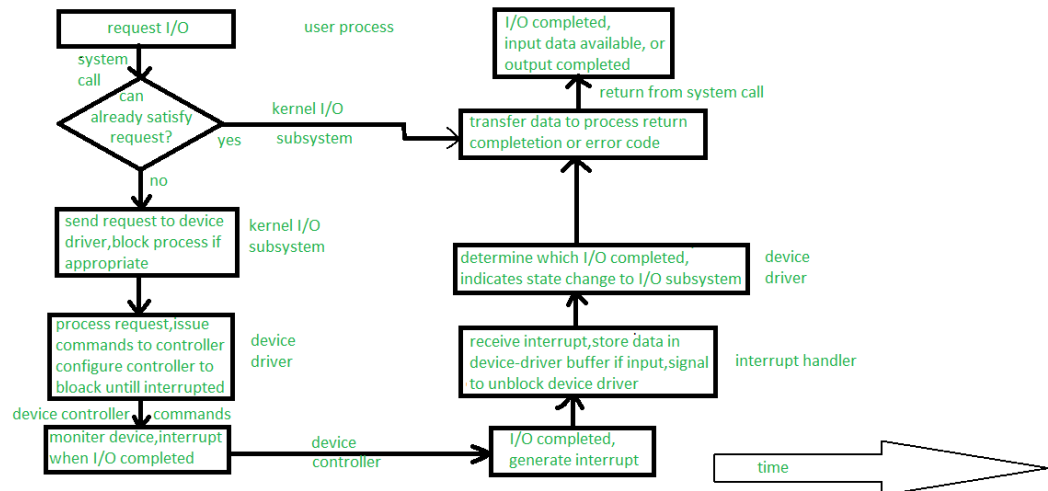 request I/O
user process
I/O completed,
input data available, or
output completed
system
call
return from system call
can
already satisfy
request?
yes
kernel I/O
subsystem
transfer data to process return
completetion or error code
no
send request to device
driver,block process if
appropriate
kernel I/O
subsystem
determine which I/O completed,
indicates state change to I/O subsystem
device
driver
process request,issue
commands to controller
configure controller to
bloack untill interrupted
device
driver
receive interrupt,store data in
device-driver buffer if input,signal
to unblock device driver
interrupt handler
device controller
commands
moniter device,interrupt
when I/O completed
device
controller
I/O completed,
generate interrupt
time